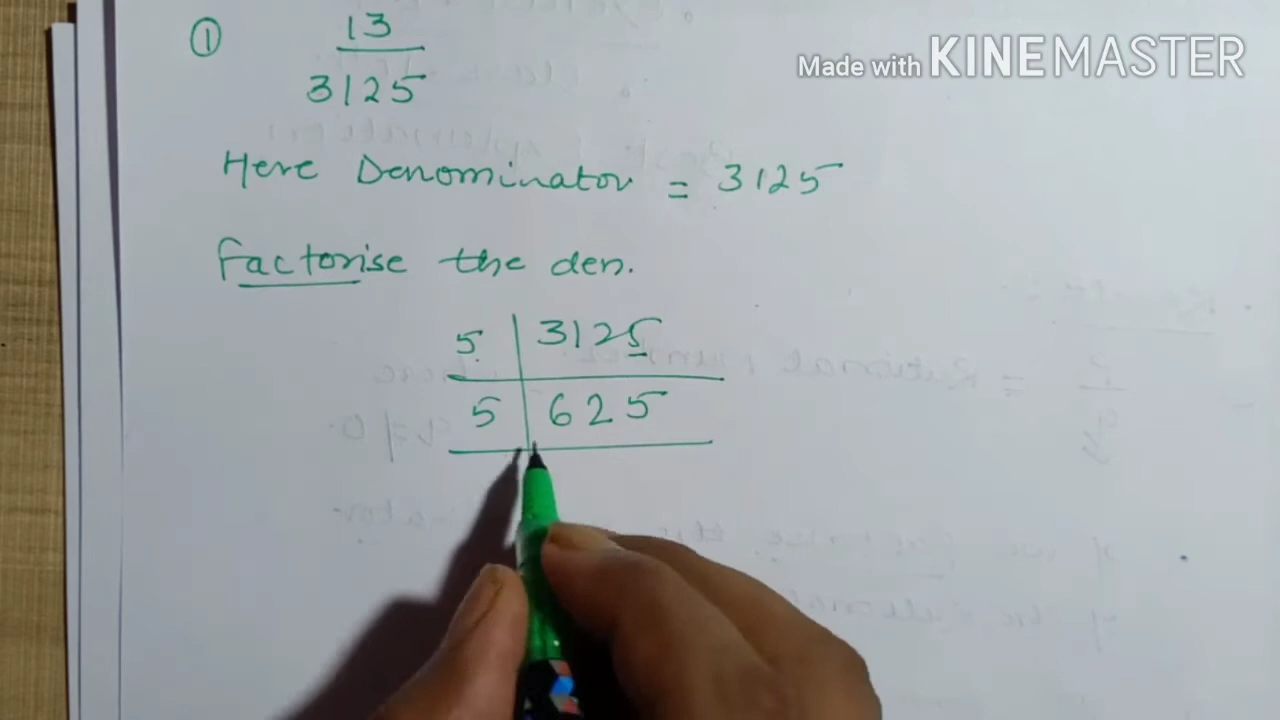 ① 13
3125
Made with KINEMASTER
Here Denominator = 3125
Factorise the den.
5 | 3125
5 | 625